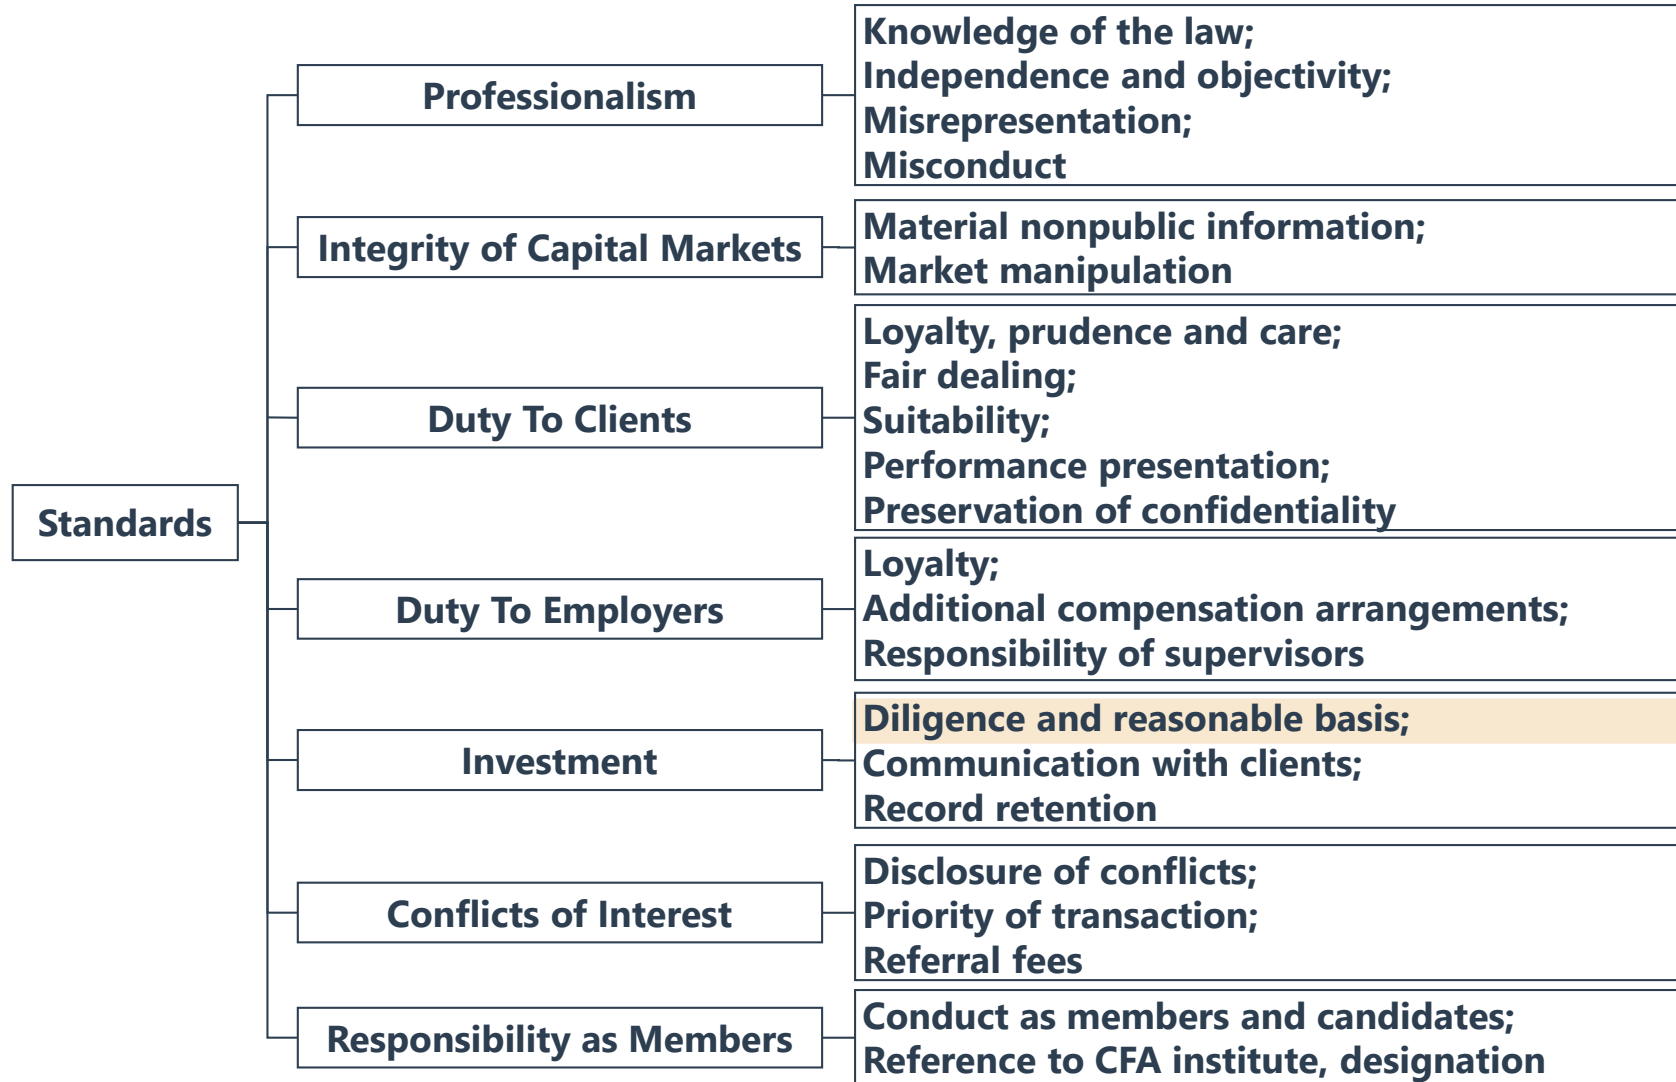 Standards
Professionalism
Knowledge of the law;
Independence and objectivity;
Misrepresentation;
Misconduct
Integrity of Capital Markets
Material nonpublic information;
Market manipulation
Duty To Clients
Loyalty, prudence and care;
Fair dealing;
Suitability;
Performance presentation;
Preservation of confidentiality
Duty To Employers
Loyalty;
Additional compensation arrangements;
Responsibility of supervisors
Investment
Diligence and reasonable basis;
Communication with clients;
Record retention
Conflicts of Interest
Disclosure of conflicts;
Priority of transaction;
Referral fees
Responsibility as Members
Conduct as members and candidates;
Reference to CFA institute, designation